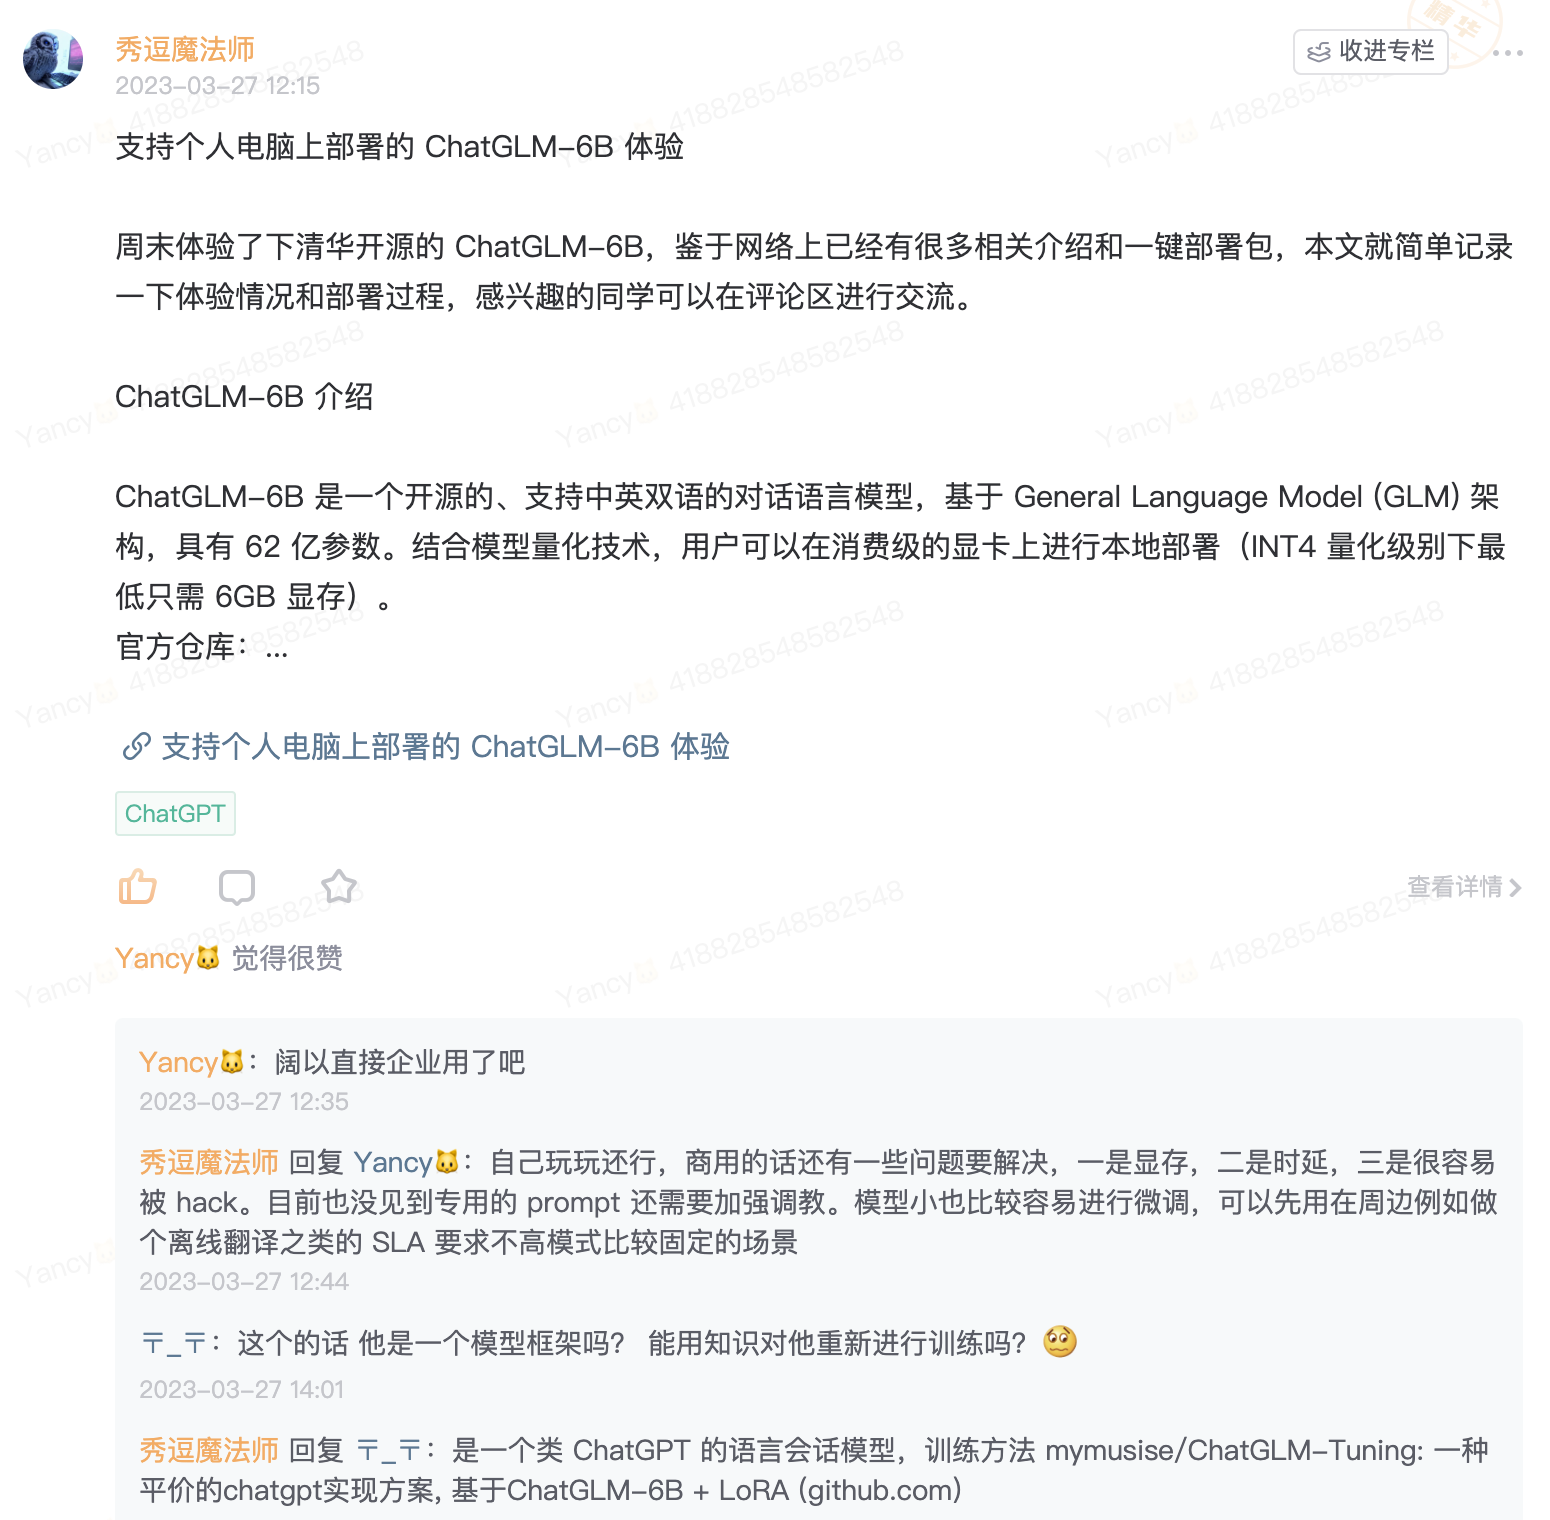 秀逗魔法师
2023-03-27 12:15
收进专栏
精华
支持个人电脑上部署的 ChatGLM-6B 体验
周末体验了下清华开源的 ChatGLM-6B，鉴于网络上已经有很多相关介绍和一键部署包，本文就简单记录
一下体验情况和部署过程，感兴趣的同学可以在评论区进行交流。
ChatGLM-6B 介绍
ChatGLM-6B 是一个开源的、支持中英双语的对话语言模型，基于 General Language Model (GLM) 架
构，具有 62 亿参数。结合模型量化技术，用户可以在消费级的显卡上进行本地部署（INT4 量化级别下最
低只需 6GB 显存）。
官方仓库：...
支持个人电脑上部署的 ChatGLM-6B 体验
ChatGPT
查看详情
Yancy🐱 觉得很赞
Yancy🐱：阔以直接企业用了吧
2023-03-27 12:35
秀逗魔法师 回复 Yancy🐱：自己玩玩还行，商用的话还有一些问题要解决，一是显存，二是时延，三是很容易
被 hack。目前也没见到专用的 prompt 还需要加强调教。模型小也比较容易进行微调，可以先用在周边例如做
个离线翻译之类的 SLA 要求不高模式比较固定的场景
2023-03-27 12:44
〒_〒：这个的话 他是一个模型框架吗？ 能用知识对他重新进行训练吗？🥴
2023-03-27 14:01
秀逗魔法师 回复 〒_〒：是一个类 ChatGPT 的语言会话模型，训练方法 mymusise/ChatGLM-Tuning: 一种
平价的chatgpt实现方案, 基于ChatGLM-6B + LoRA (github.com)
Yancy🐱 418828548582548